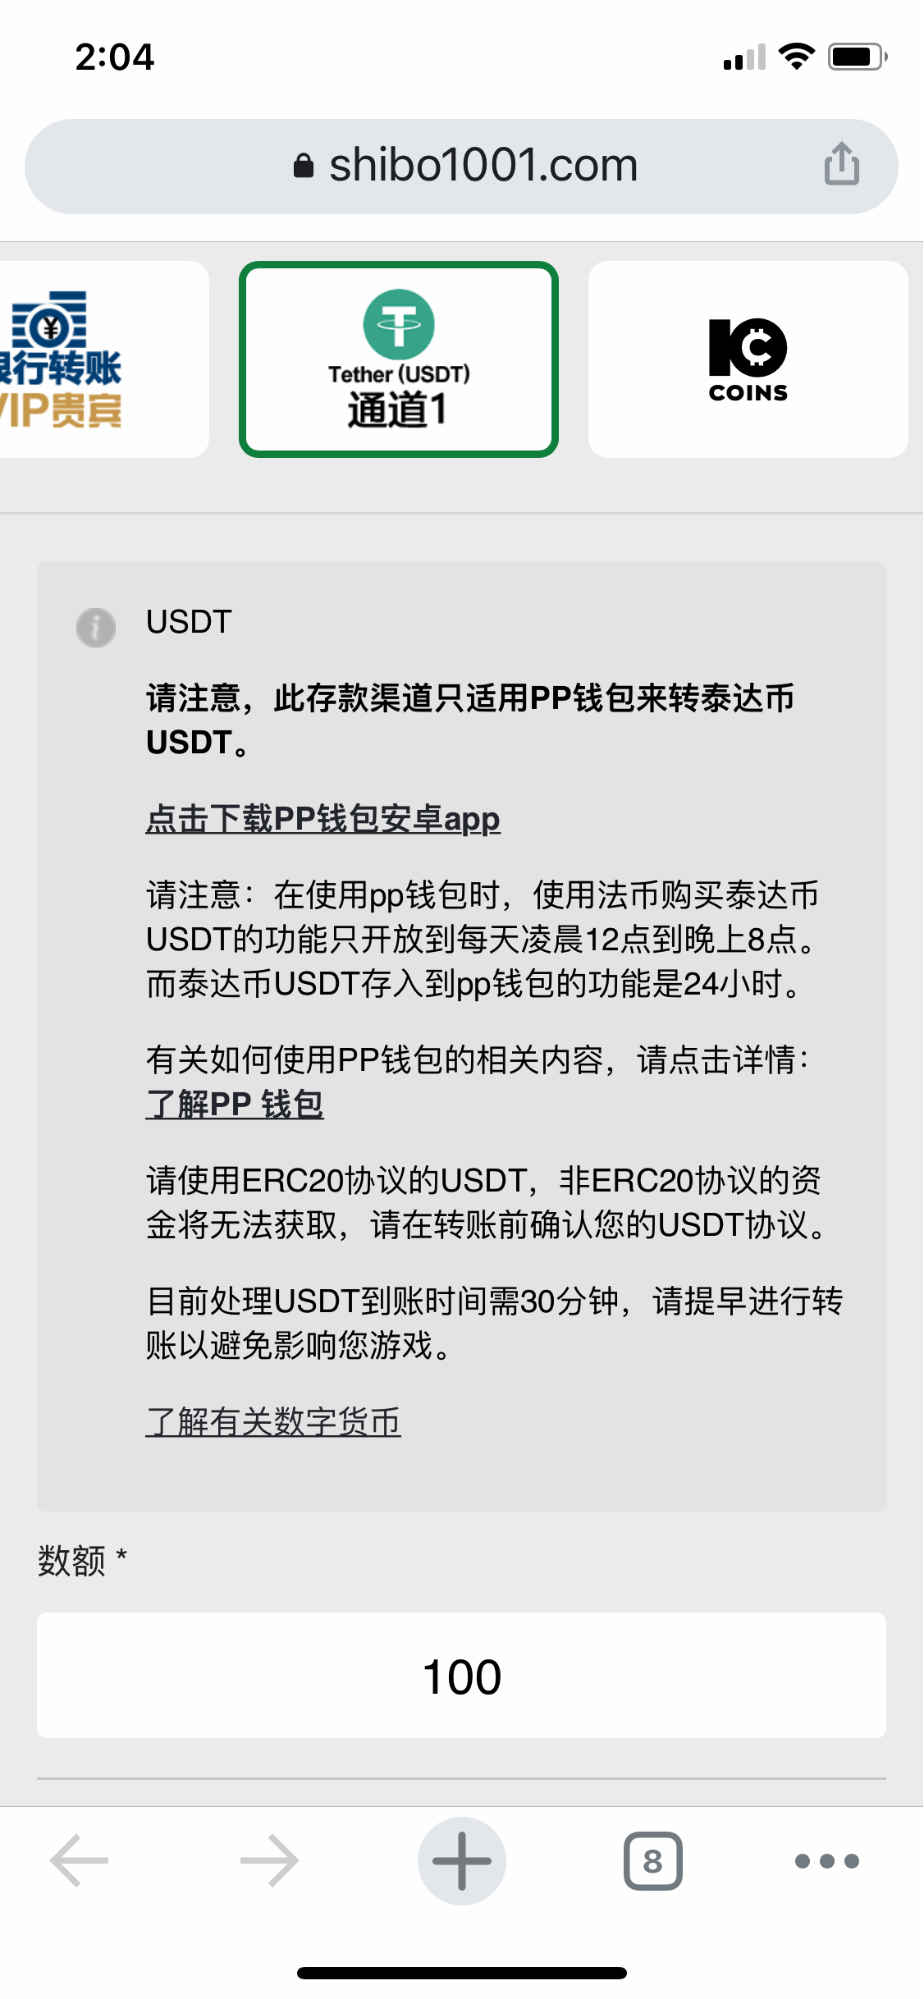 2:04
shibo1001.com
行转账
VIP贵宾
Tether (USDT)
通道1
IC
COINS
USDT
请注意，此存款渠道只适用PP钱包来转泰达币
USDT。
点击下载PP钱包安卓app
请注意：在使用pp钱包时，使用法币购买泰达币
USDT的功能只开放到每天凌晨12点到晚上8点。
而泰达币USDT存入到pp钱包的功能是24小时。
有关如何使用PP钱包的相关内容，请点击详情：
了解PP 钱包
请使用ERC20协议的USDT，非ERC20协议的资
金将无法获取，请在转账前确认您的USDT协议。
目前处理USDT到账时间需30分钟，请提早进行转
账以避免影响您游戏。
了解有关数字货币
数额 *
100
8